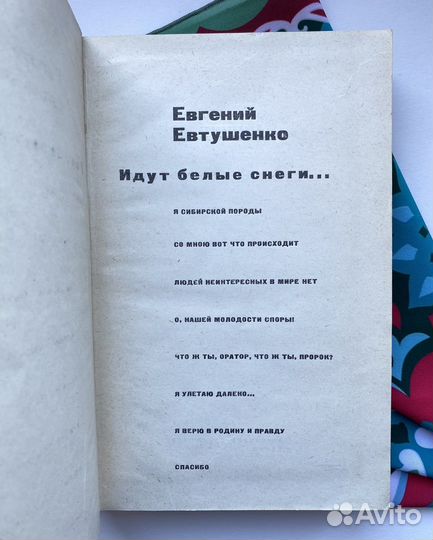 Евгений
Евтушенко
Идут белые снеги...
Я СИБИРСКОЙ ПОРОДЫ
СО МНОЮ ВОТ ЧТО ПРОИСХОДИТ
ЛЮДЕЙ НЕИНТЕРЕСНЫХ В МИРЕ НЕТ
О, НАШЕЙ МОЛОДОСТИ СПОРЫ!
ЧТО Ж ТЫ, ОРАТОР, ЧТО Ж ТЫ, ПРОРОК?
Я УЛЕТАЮ ДАЛЕКО...
Я ВЕРЮ В РОДИНУ И ПРАВДУ
СПАСИБО
Avito